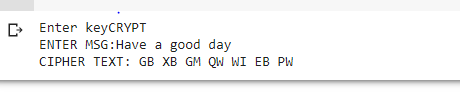 Enter keyCRYPT
ENTER MSG:Have a good day
CIPHER TEXT: GB XB GM QW WI EB PW